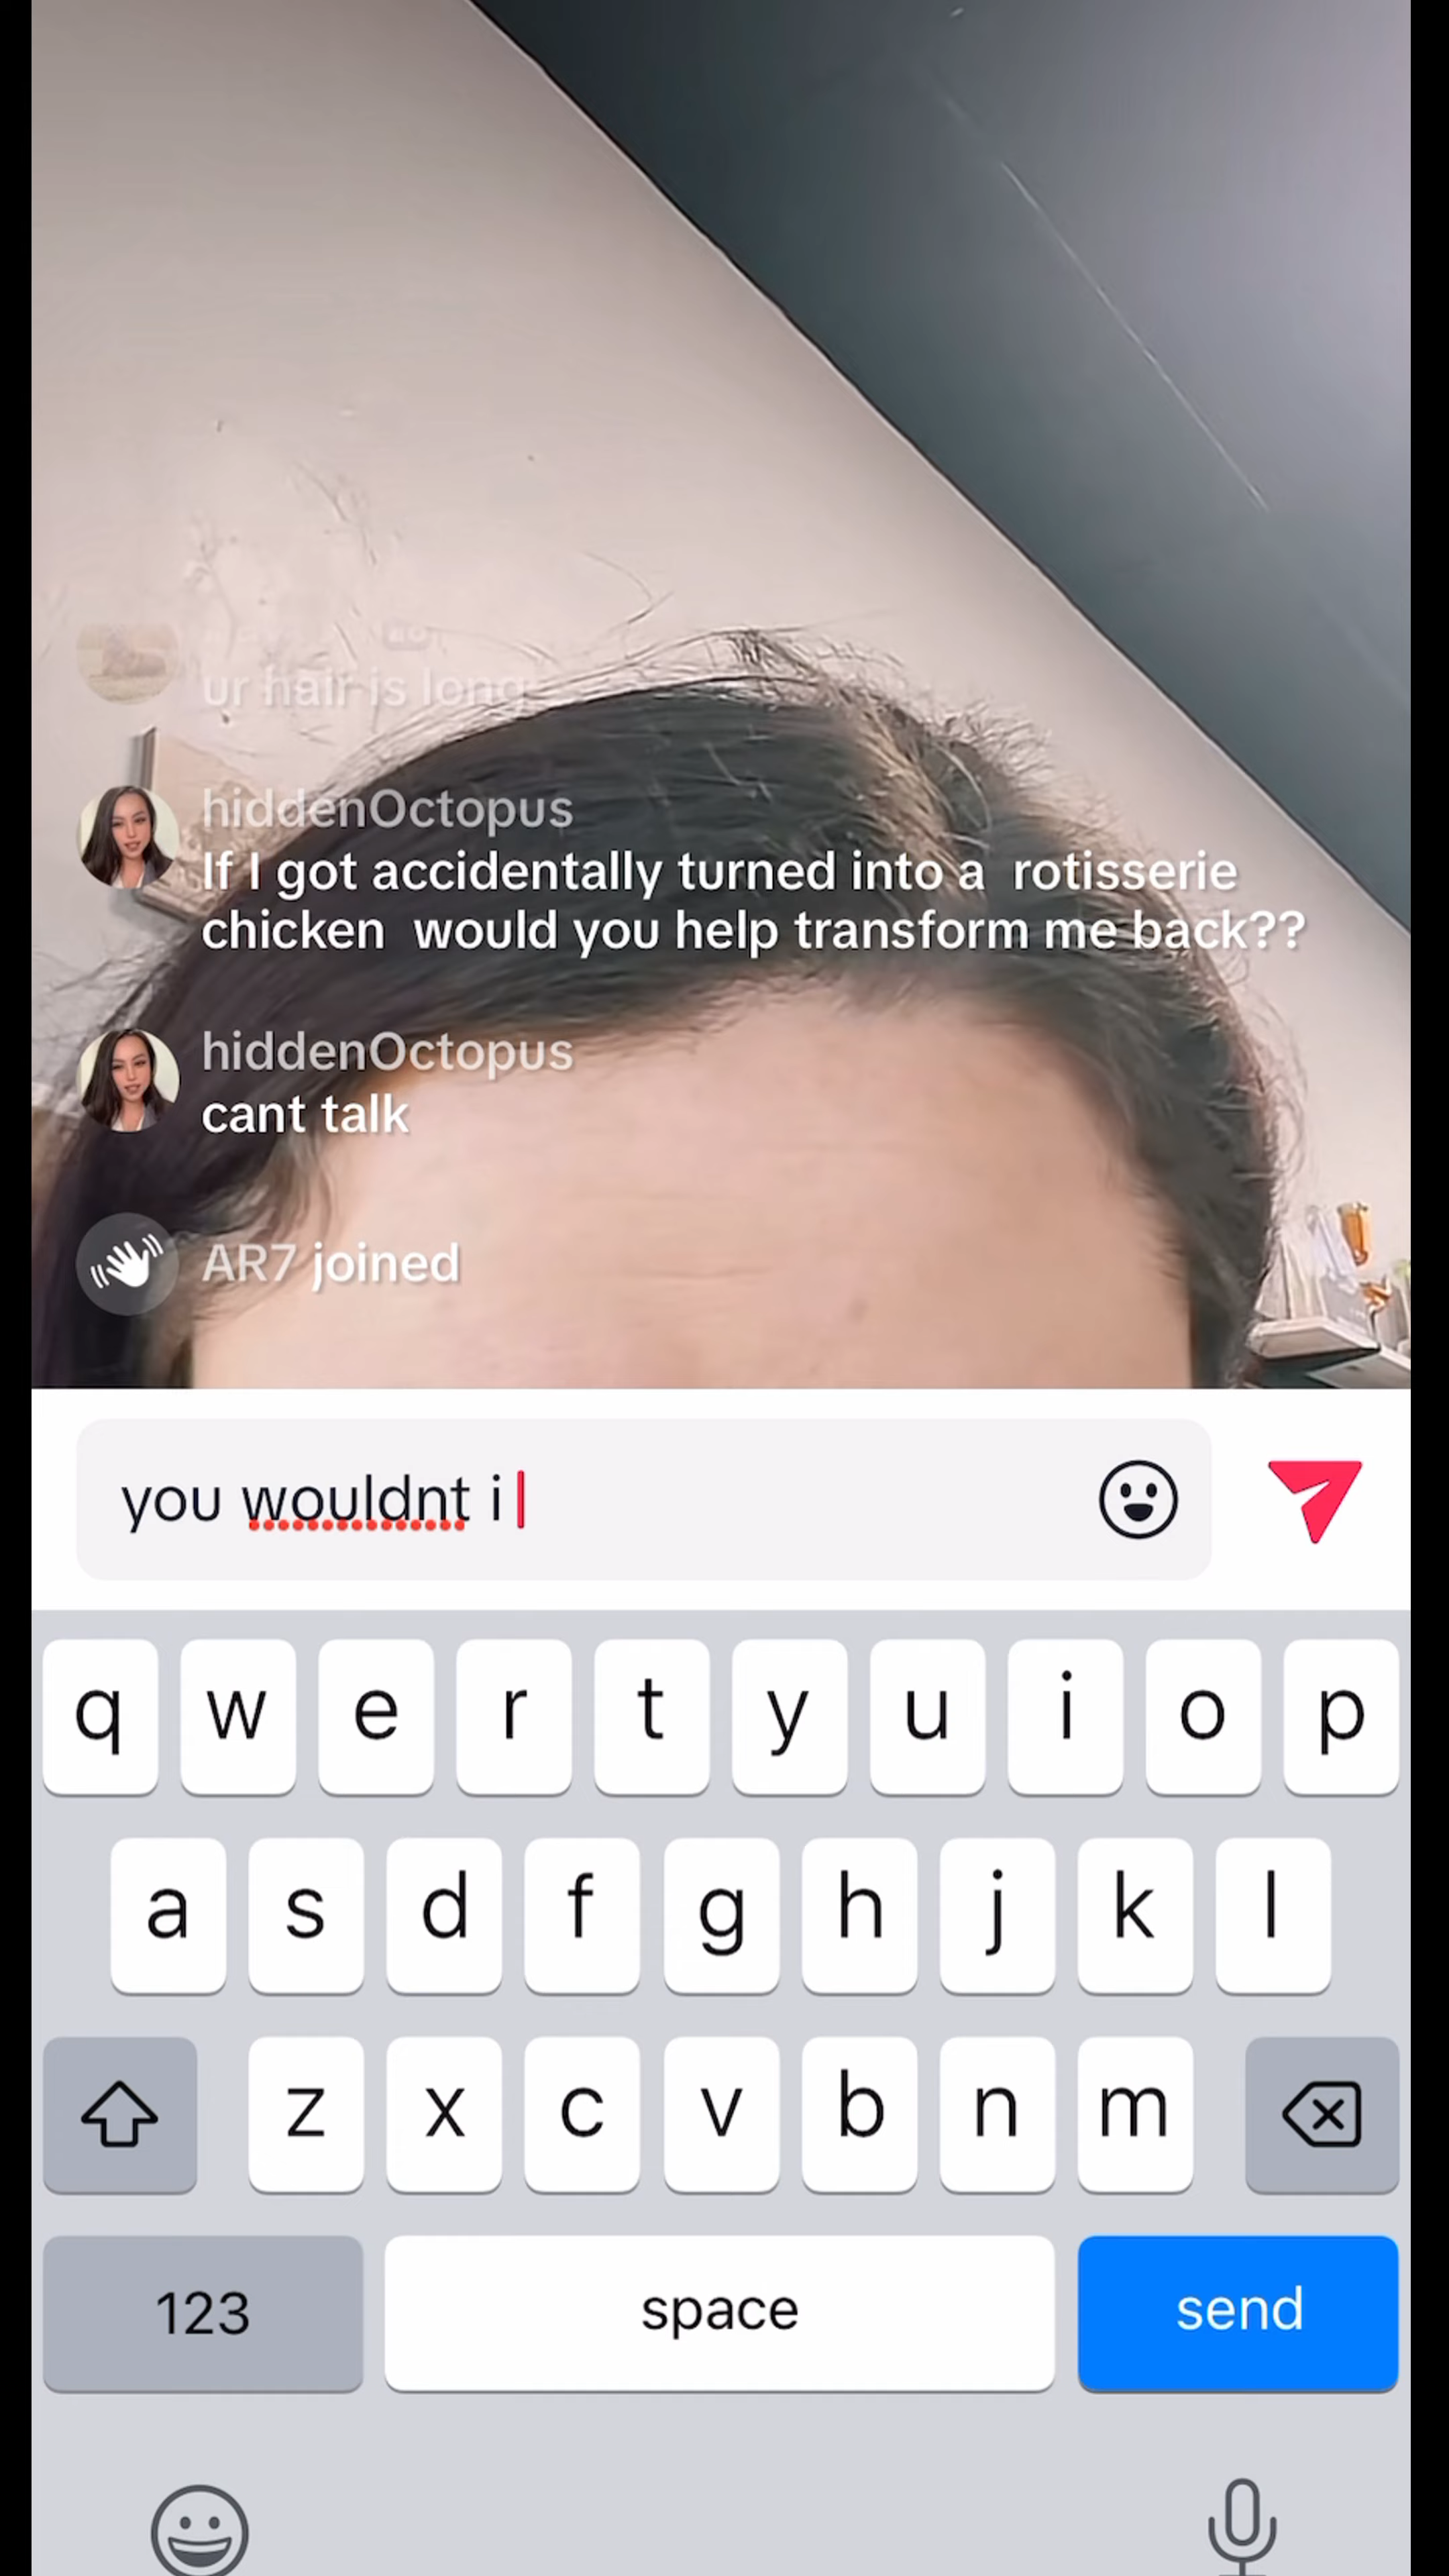 ur hair is long
hiddenOctopus
If I got accidentally turned into a  rotisserie
chicken  would you help transform me back??
hiddenOctopus
cant talk
AR7 joined
you wouldnt i
q w e r t y u i o p
a s d f g h j k l
z x c v b n m
123 space send